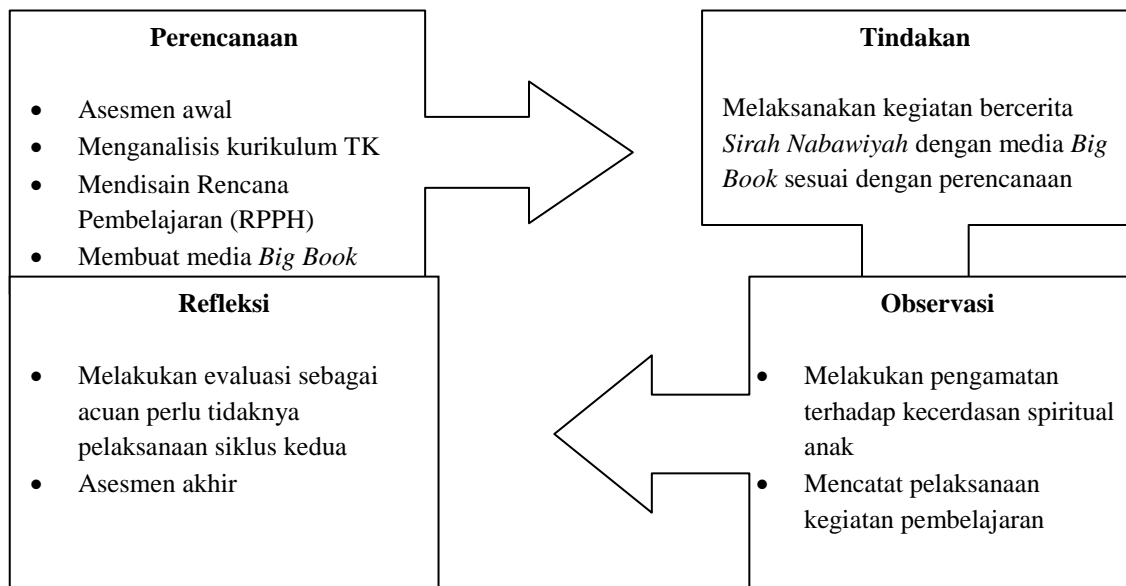 Perencanaan
• Asesmen awal
• Menganalisis kurikulum TK
• Mendisain Rencana
Pembelajaran (RPPH)
• Membuat media Big Book
Tindakan
Melaksanakan kegiatan bercerita
Sirah Nabawiyah dengan media Big
Book sesuai dengan perencanaan
Refleksi
• Melakukan evaluasi sebagai
acuan perlu tidaknya
pelaksanaan siklus kedua
• Asesmen akhir
Observasi
• Melakukan pengamatan
terhadap kecerdasan spiritual
anak
• Mencatat pelaksanaan
kegiatan pembelajaran